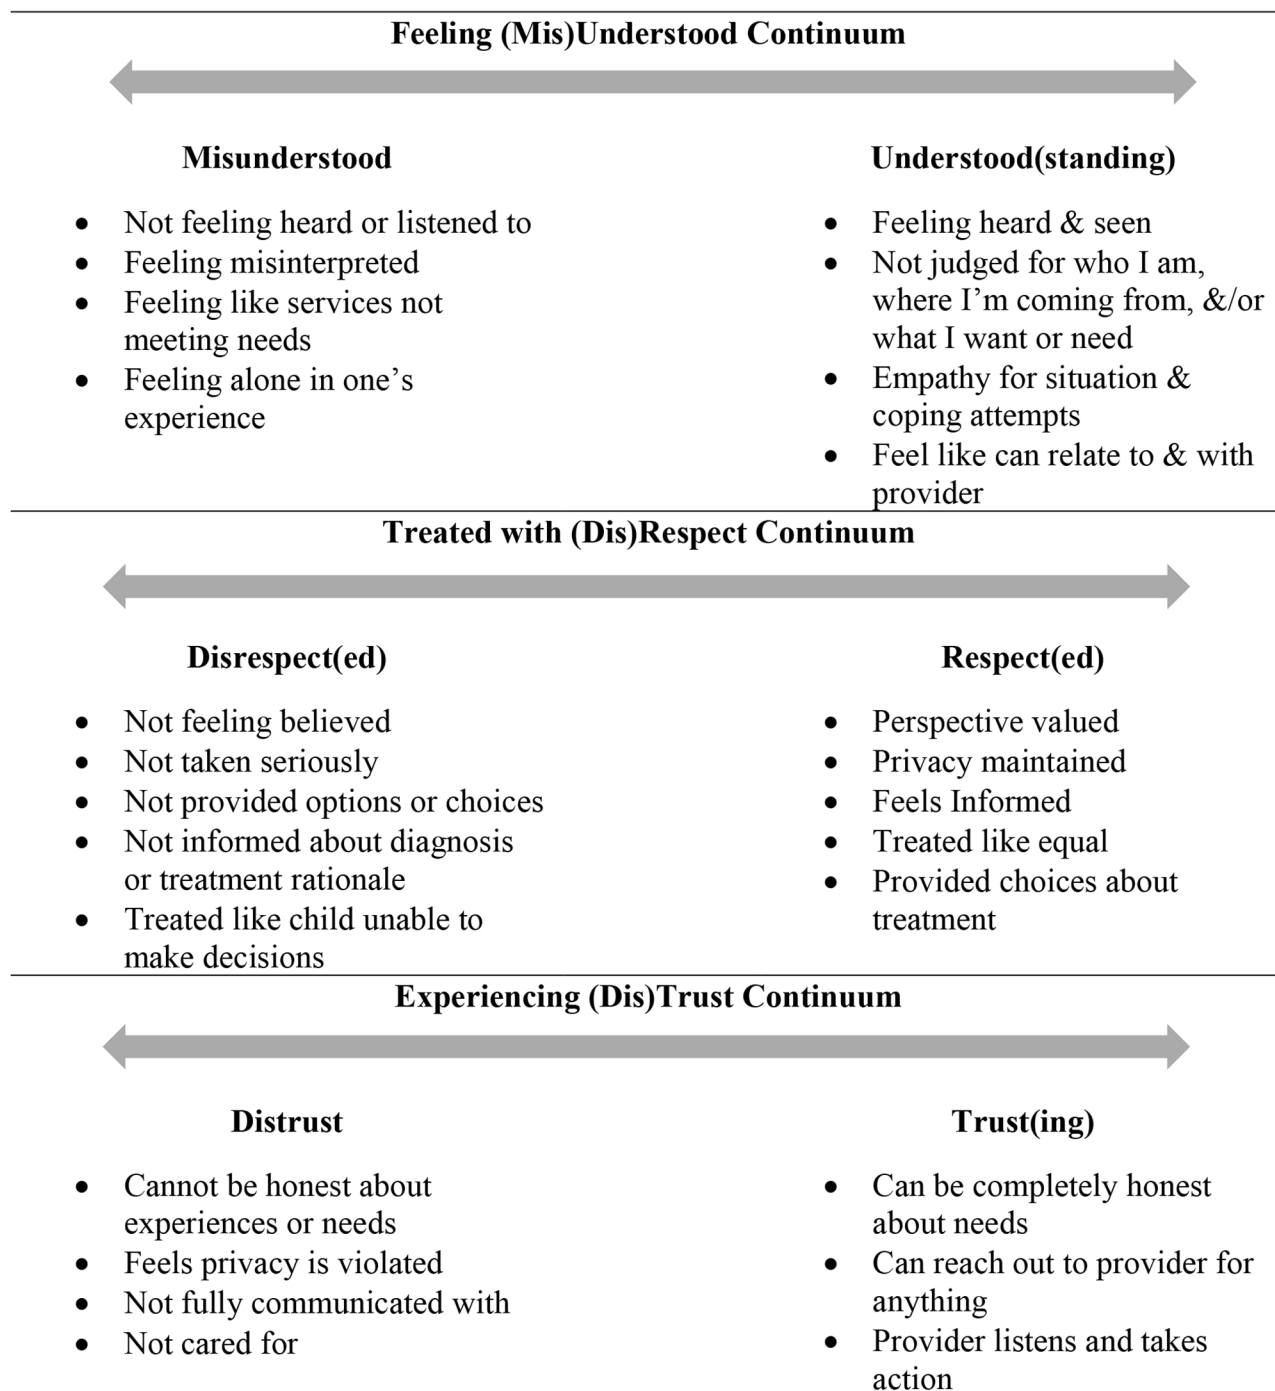 Feeling (Mis)Understood Continuum
Misunderstood
• Not feeling heard or listened to
• Feeling misinterpreted
• Feeling like services not
meeting needs
• Feeling alone in one’s
experience
Understood(standing)
• Feeling heard & seen
• Not judged for who I am,
where I’m coming from, &/or
what I want or need
• Empathy for situation &
coping attempts
• Feel like can relate to & with
provider
Treated with (Dis)Respect Continuum
Disrespect(ed)
• Not feeling believed
• Not taken seriously
• Not provided options or choices
• Not informed about diagnosis
or treatment rationale
• Treated like child unable to
make decisions
Respect(ed)
• Perspective valued
• Privacy maintained
• Feels Informed
• Treated like equal
• Provided choices about
treatment
Experiencing (Dis)Trust Continuum
Distrust
• Cannot be honest about
experiences or needs
• Feels privacy is violated
• Not fully communicated with
• Not cared for
Trust(ing)
• Can be completely honest
about needs
• Can reach out to provider for
anything
• Provider listens and takes
action